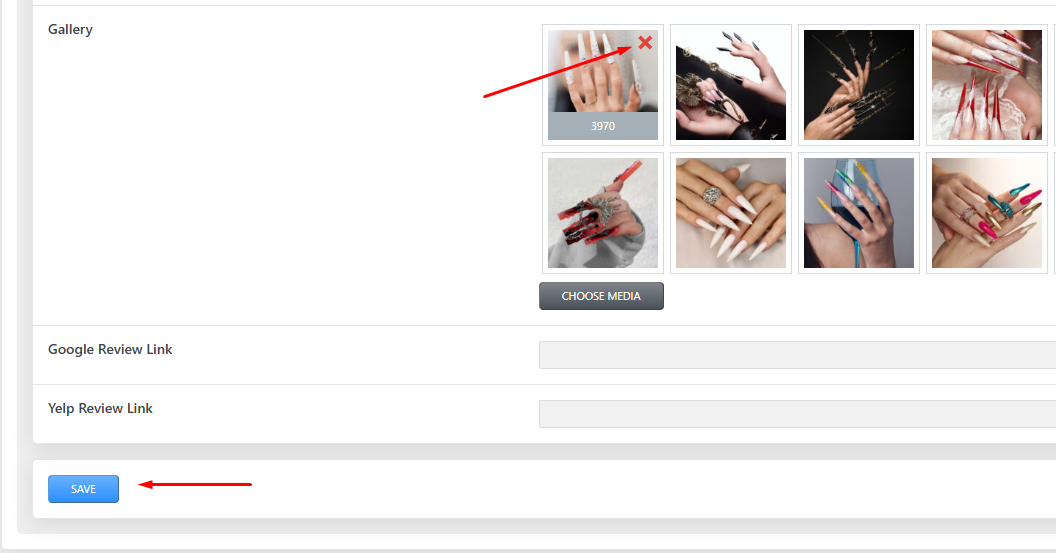 Gallery
3970
CHOOSE MEDIA
Google Review Link
Yelp Review Link
SAVE